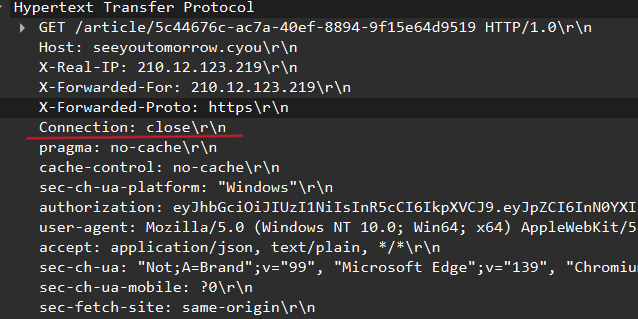 Hypertext Transfer Protocol
GET /article/5c44676c-ac7a-40ef-8894-9f15e64d9519 HTTP/1.0\r\n
Host: seeyoutomorrow.cyou\r\n
X-Real-IP: 210.12.123.219\r\n
X-Forwarded-For: 210.12.123.219\r\n
X-Forwarded-Proto: https\r\n
Connection: close\r\n
pragma: no-cache\r\n
cache-control: no-cache\r\n
sec-ch-ua-platform: "Windows"\r\n
authorization: eyJhbGciOiJIUzI1NiIsInR5cCI6IkpXVCJ9.eyJpZCI6InN0YXI
user-agent: Mozilla/5.0 (Windows NT 10.0; Win64; x64) AppleWebKit/5
accept: application/json, text/plain, */*\r\n
sec-ch-ua: "Not;A=Brand";v="99", "Microsoft Edge";v="139", "Chromiu
sec-ch-ua-mobile: ?0\r\n
sec-fetch-site: same-origin\r\n